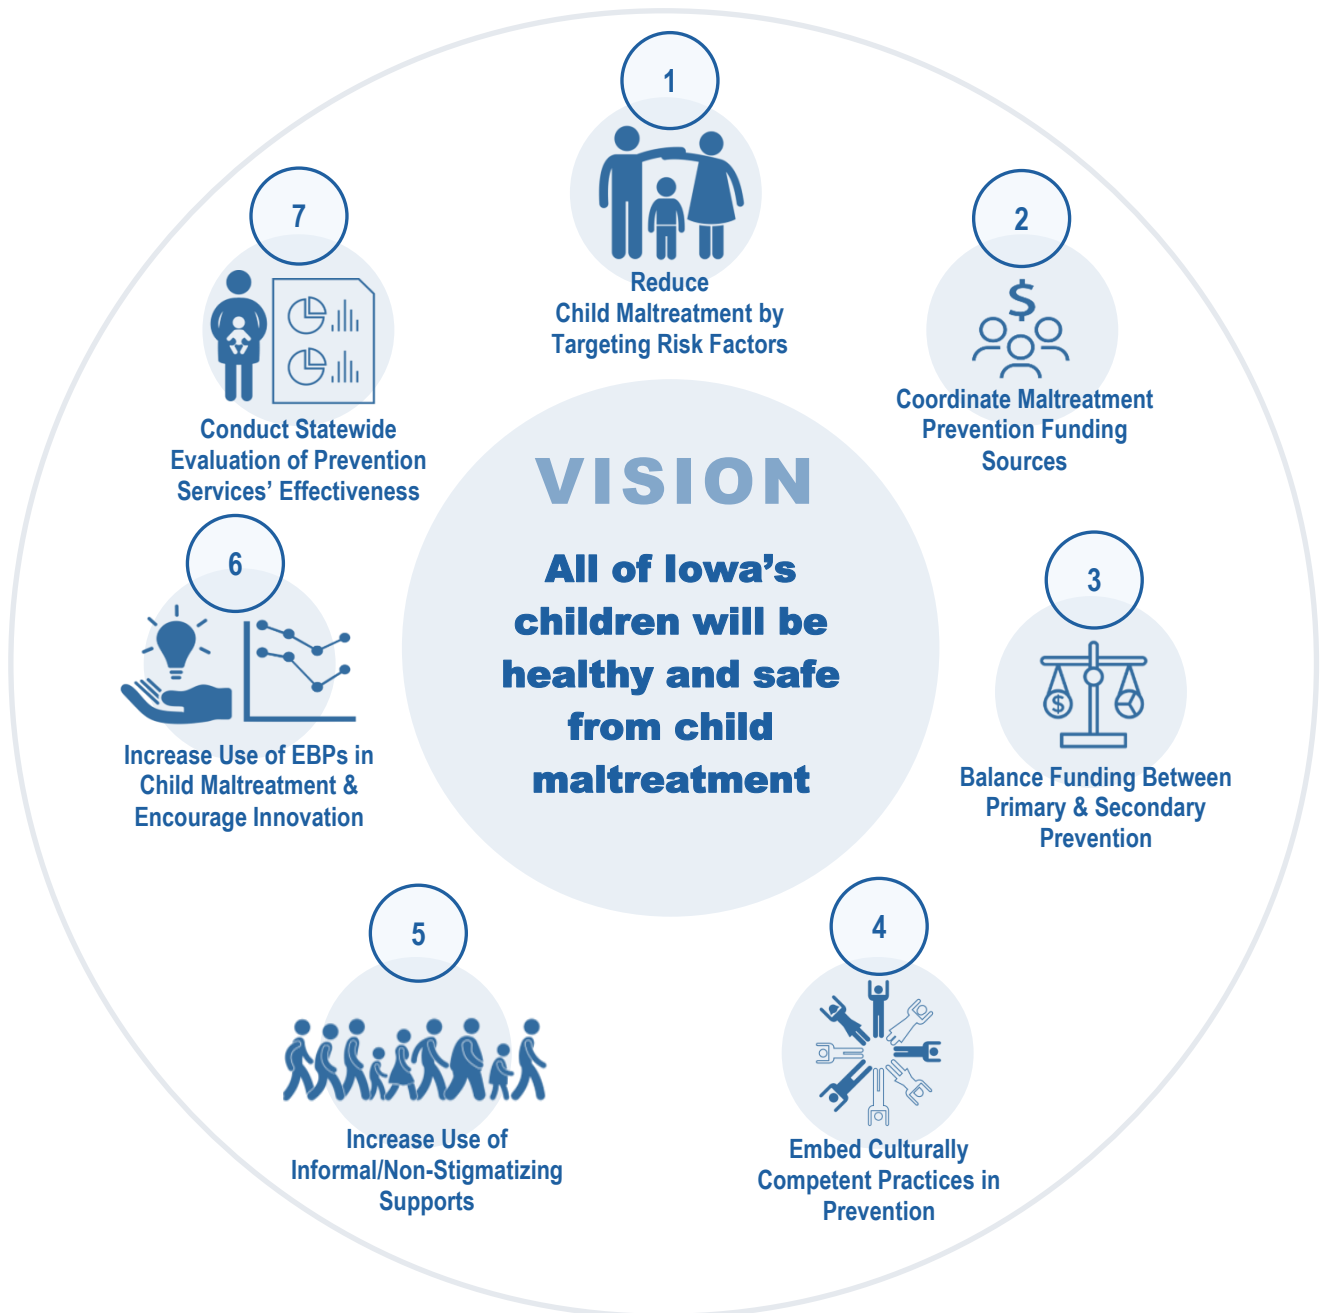 1
Reduce
Child Maltreatment by
Targeting Risk Factors
2
$
Coordinate Maltreatment
Prevention Funding
Sources
3
$
Balance Funding Between
Primary & Secondary
Prevention
4
Embed Culturally
Competent Practices in
Prevention
5
Increase Use of
Informal/Non-Stigmatizing
Supports
6
Increase Use of EBPs in
Child Maltreatment &
Encourage Innovation
7
Conduct Statewide
Evaluation of Prevention
Services’ Effectiveness
VISION
All of Iowa’s
children will be
healthy and safe
from child
maltreatment